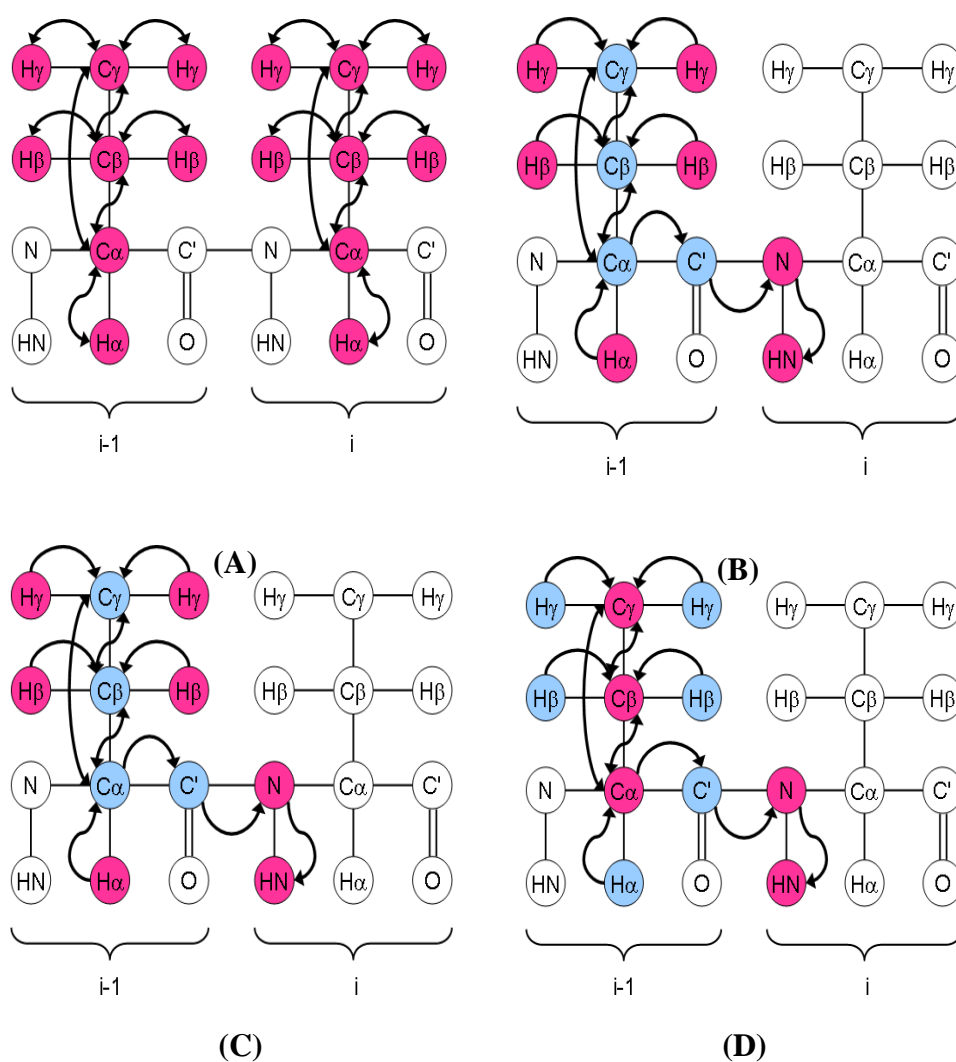 Hγ Cγ Hγ Hγ Cγ Hγ Hγ Cγ Hγ Hγ Cγ Hγ
Hβ Cβ Hβ Hβ Cβ Hβ Hβ Cβ Hβ Hβ Cβ Hβ
N Cα C' N Cα C' N Cα C' N Cα C'
HN Hα O HN Hα O HN Hα O HN Hα O
i-1 i i-1 i
(A) (B)
Hγ Cγ Hγ Hγ Cγ Hγ Hγ Cγ Hγ Hγ Cγ Hγ
Hβ Cβ Hβ Hβ Cβ Hβ Hβ Cβ Hβ Hβ Cβ Hβ
N Cα C' N Cα C' N Cα C' N Cα C'
HN Hα O HN Hα O HN Hα O HN Hα O
i-1 i i-1 i
(C) (D)